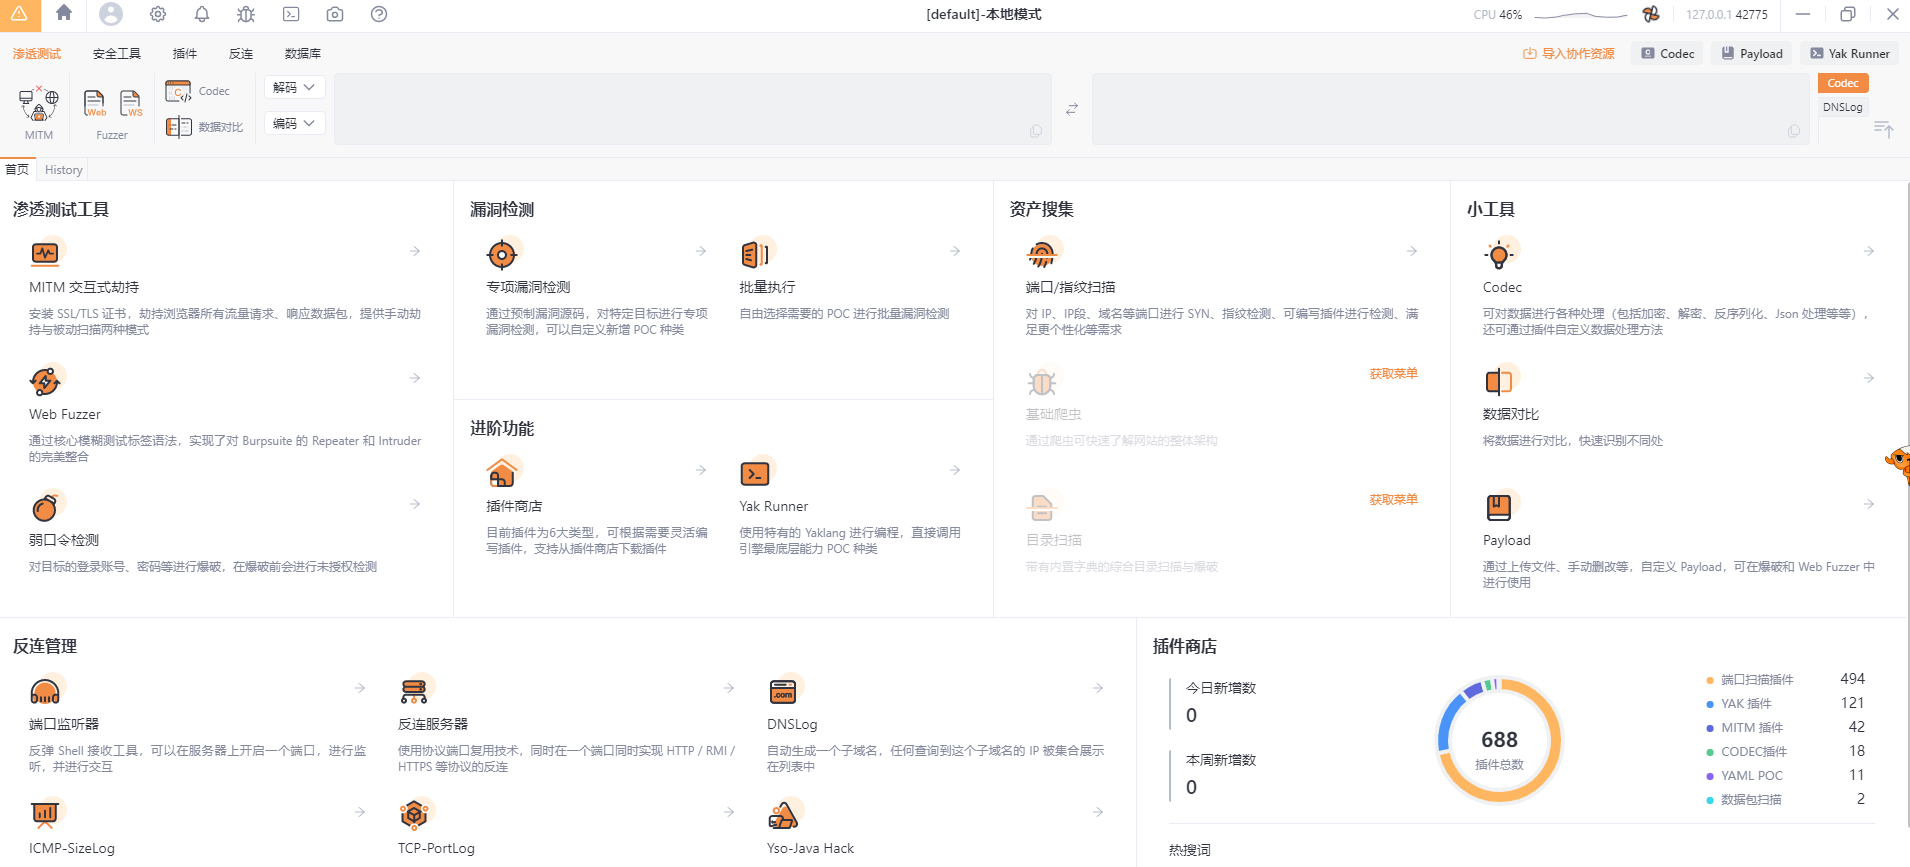 [default]-本地模式
CPU 46%
127.0.0.1 42775
渗透测试
安全工具
插件
反连
数据库
导入协作资源
Codec
Payload
Yak Runner
MITM
Web
WS
Fuzzer
Codec
数据对比
解码
编码
Codec
DNSLog
首页
History
渗透测试工具
MITM 交互式劫持
安装 SSL/TLS 证书，劫持浏览器所有流量请求、响应数据包，提供手动劫
持与被动扫描两种模式
Web Fuzzer
通过核心模糊测试标签语法，实现了对 Burpsuite 的 Repeater 和 Intruder
的完美整合
弱口令检测
对目标的登录账号、密码等进行爆破，在爆破前会进行未授权检测
漏洞检测
专项漏洞检测
通过预制漏洞源码，对特定目标进行专项
漏洞检测，可以自定义新增 POC 种类
批量执行
自由选择需要的 POC 进行批量漏洞检测
进阶功能
插件商店
目前插件为6大类型，可根据需要灵活编
写插件，支持从插件商店下载插件
Yak Runner
使用特有的 Yaklang 进行编程，直接调用
引擎最底层能力 POC 种类
资产搜集
端口/指纹扫描
对 IP、IP段、域名等端口进行 SYN、指纹检测、可编写插件进行检测、满
足更个性化等需求
获取菜单
基础爬虫
通过爬虫可快速了解网站的整体架构
获取菜单
目录扫描
带有内置字典的综合目录扫描与爆破
小工具
Codec
可对数据进行各种处理（包括加密、解密、反序列化、Json 处理等等），
还可通过插件自定义数据处理方法
数据对比
将数据进行对比，快速识别不同处
Payload
通过上传文件、手动删改等，自定义 Payload，可在爆破和 Web Fuzzer 中
进行使用
反连管理
端口监听器
反弹 Shell 接收工具，可以在服务器上开启一个端口，进行监
听，并进行交互
反连服务器
使用协议端口复用技术，同时在一个端口同时实现 HTTP / RMI /
HTTPS 等协议的反连
.com
DNSLog
自动生成一个子域名，任何查询到这个子域名的 IP 被集合展示
在列表中
ICMP-SizeLog
TCP-PortLog
Yso-Java Hack
插件商店
今日新增数
0
本周新增数
0
688
插件总数
端口扫描插件 494
YAK 插件 121
MITM 插件 42
CODEC插件 18
YAML POC 11
数据包扫描 2
热搜词